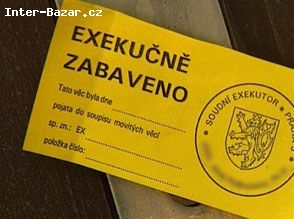 Inter-Bazar.cz
EXEKUČNĚ
ZABAVENO
Tato věc byla dne
pojata do soupisu movitých věcí
sp. zn.: EX
položka číslo:
SOUDNÍ EXEKUTOR